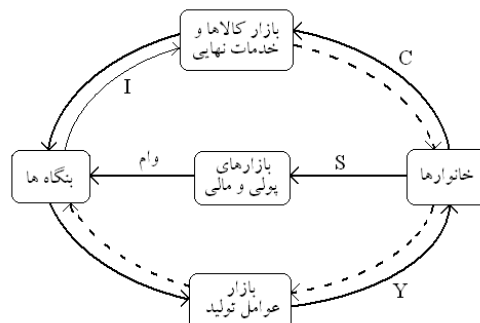 بازار کالاها و
خدمات نهایی
C
I
خانوارها
S
بازارهای
پولی و مالی
وام
بنگاه ها
بازار
عوامل تولید
Y